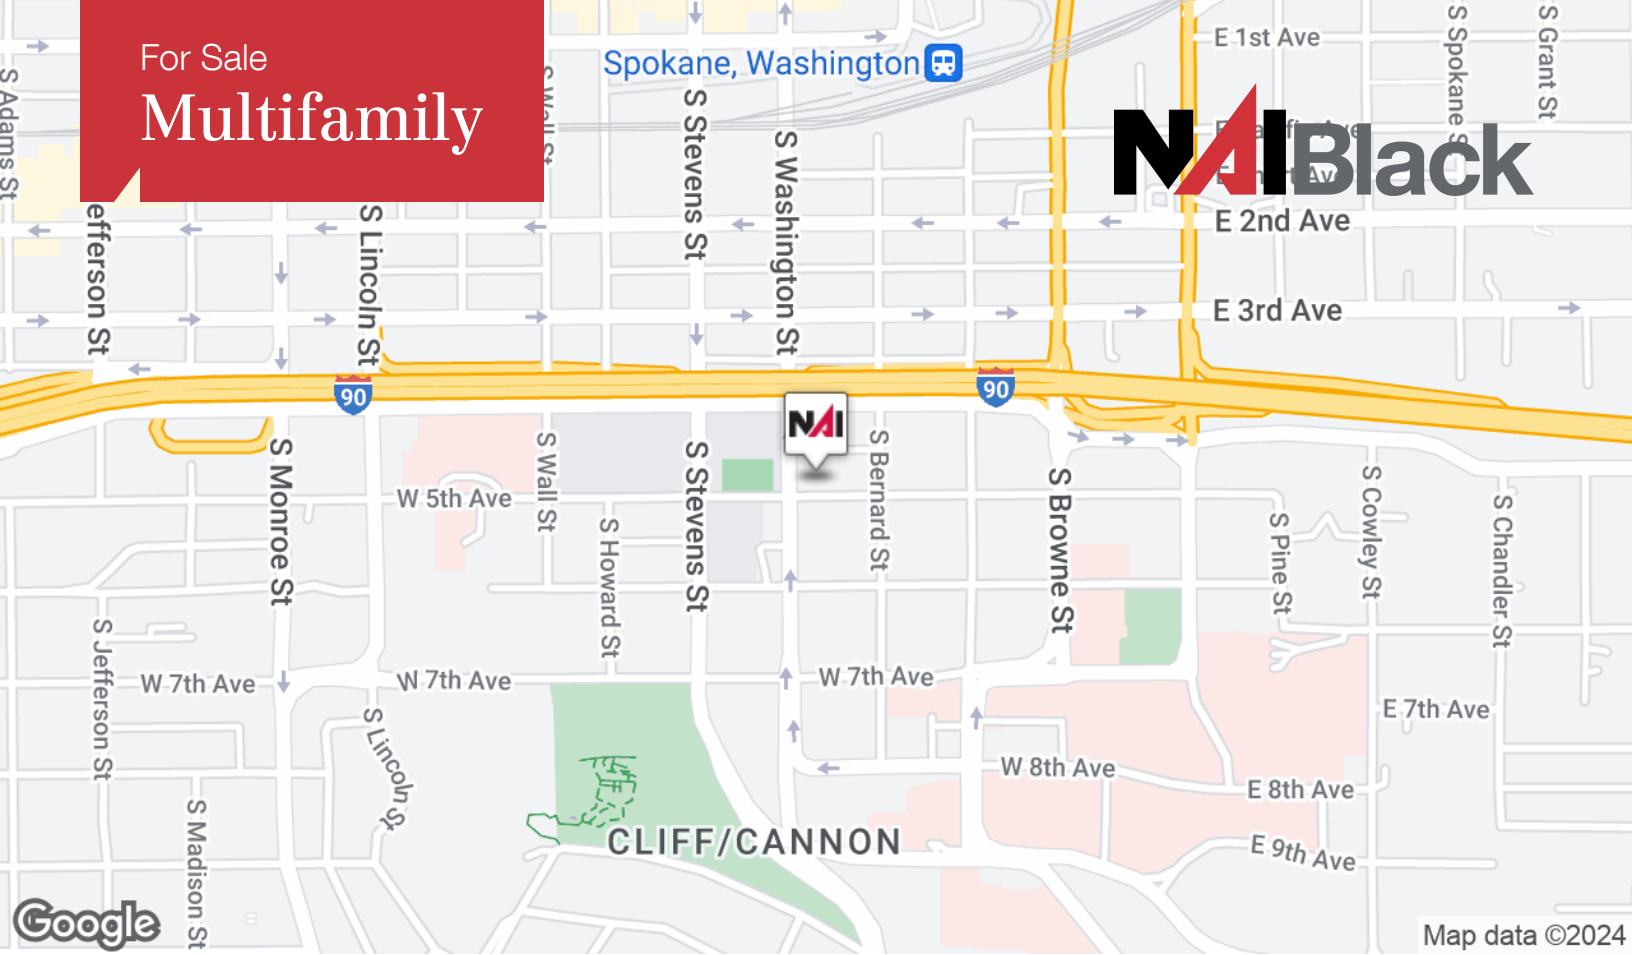 For Sale
Multifamily
Spokane, Washington
E 1st Ave
S Spokane S
S Grant St
S Adams St
S Wall St
S Stevens St
S Washington St
NAIBlack
E 2nd Ave
efferson St
S Lincoln St
E 3rd Ave
90
90
NAI
S Monroe St
W 5th Ave
S Wall St
S Howard St
S Stevens St
S Bernard St
S Browne St
S Pine St
S Cowley St
S Chandler St
S Jefferson St
W 7th Ave
W 7th Ave
W 7th Ave
E 7th Ave
S Lincoln St
W 8th Ave
E 8th Ave
S Madison St
CLIFF/CANNON
E 9th Ave
Google
Map data ©2024